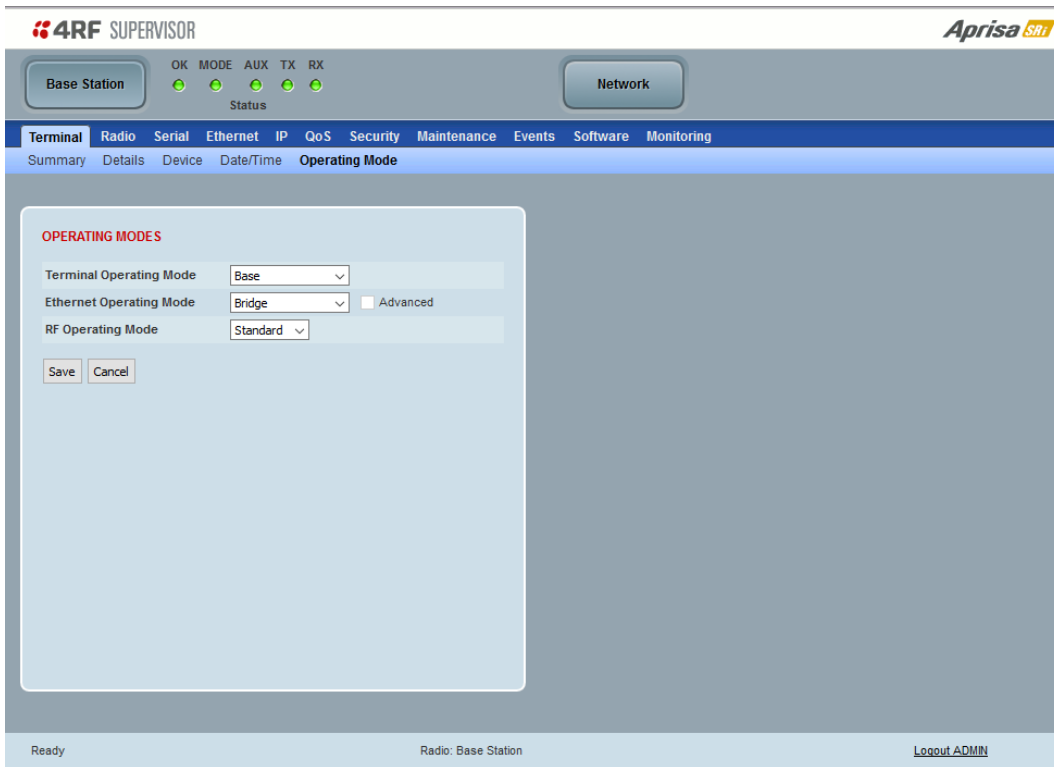 4RF SUPERVISOR
Aprisa SRi
Base Station
OK MODE AUX TX RX
Status
Network
Terminal Radio Serial Ethernet IP QoS Security Maintenance Events Software Monitoring
Summary Details Device Date/Time Operating Mode
OPERATING MODES
Terminal Operating Mode Base
Ethernet Operating Mode Bridge Advanced
RF Operating Mode Standard
Save Cancel
Ready Radio: Base Station Logout ADMIN